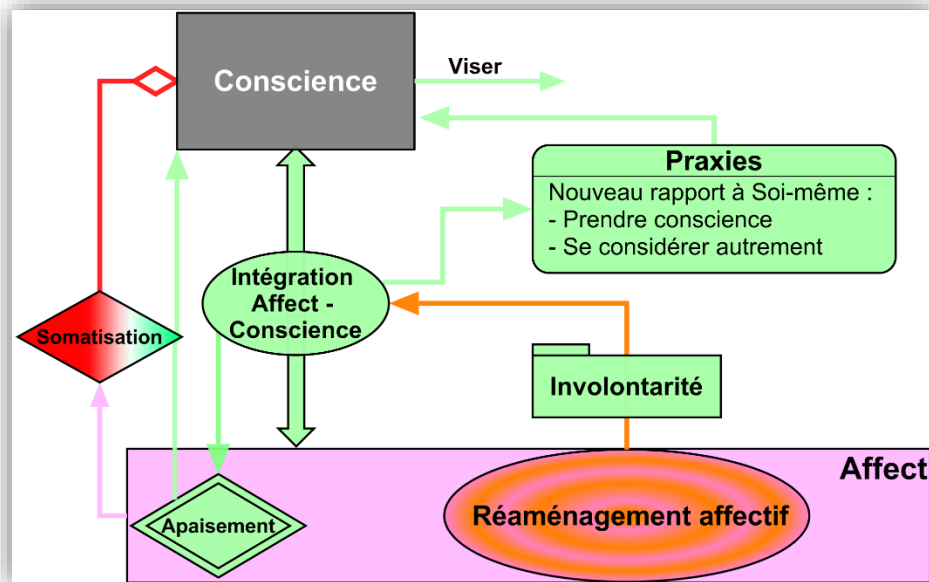 Conscience
Viser
Praxies
Nouveau rapport à Soi-même :
- Prendre conscience
- Se considérer autrement
Intégration
Affect -
Conscience
Somatisation
Involontarité
Affect
Apaisement
Réaménagement affectif